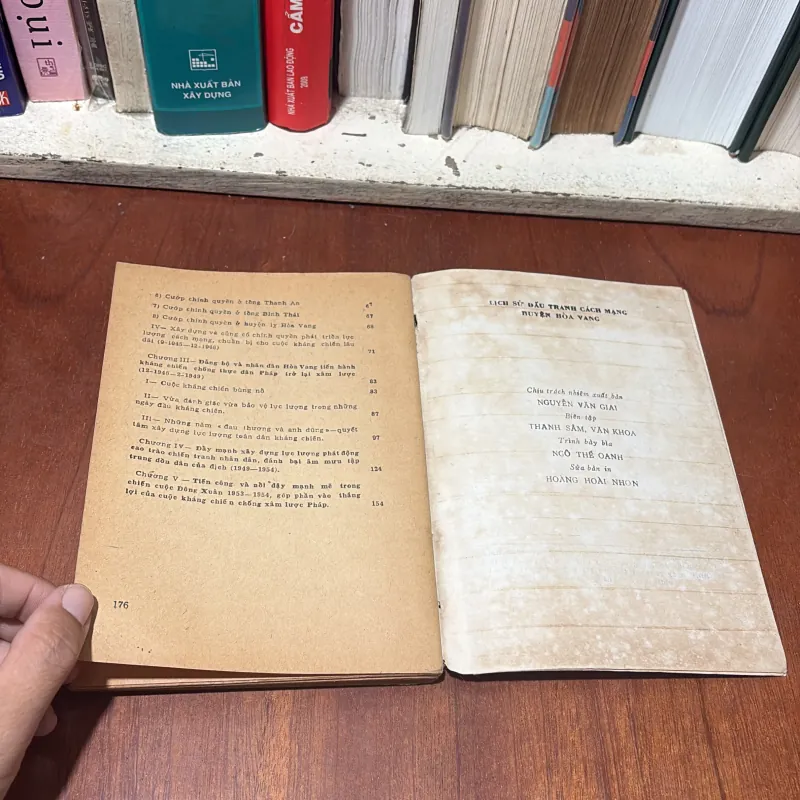 ọụi
NHÀ XUẤT BẢN
XÂY DỰNG
CẨM
NHÀ XUẤT BẢN LAO ĐỘNG
6) Cướp chính quyền ở tổng Thanh An
7) Cướp chính quyền ở tổng Bình Thái 67
8) Cướp chính quyền ở huyện lỵ Hòa Vang 68
IV— Xây dựng và củng cố chính quyền phát triển lực
lượng cách mạng, chuẩn bị cho cuộc kháng chiến lâu
dài (9-1945—12-1946) 71
Chương III— Đảng bộ và nhân dân Hòa Vang tiến hành
kháng chiến chống thực dân Pháp trở lại xâm lược
(12-1946-2/1949) 83
I— Cuộc kháng chiến bùng nổ 83
II— Vừa đánh giặc vừa bảo vệ lực lượng trong những
ngày đầu kháng chiến. 87
III— Những năm «đau thương và anh dũng»—quyết
tâm xây dựng lực lượng toàn dân kháng chiến. 97
Chương IV— Đẩy mạnh xây dựng lực lượng phát động
cao trào chiến tranh nhân dân, đánh bại âm mưu tập
trung dồn dân của địch (1948—1954). 124
Chương V — Tiến công và nổi dậy mạnh mẽ trong
chiến cuộc Đông Xuân 1953—1954, góp phần vào thắng
lợi của cuộc kháng chiến chống xâm lược Pháp. 154
176
LỊCH SỬ ĐẤU TRANH CÁCH MẠNG
HUYỆN HÒA VANG
Chịu trách nhiệm xuất bản
NGUYỄN VĂN GIAI
Biên tập
THANH SÂM, VĂN KHOA
Trình bày bìa
NGÔ THẾ OANH
Sửa bản in
HOÀNG HOÀI NHƠN